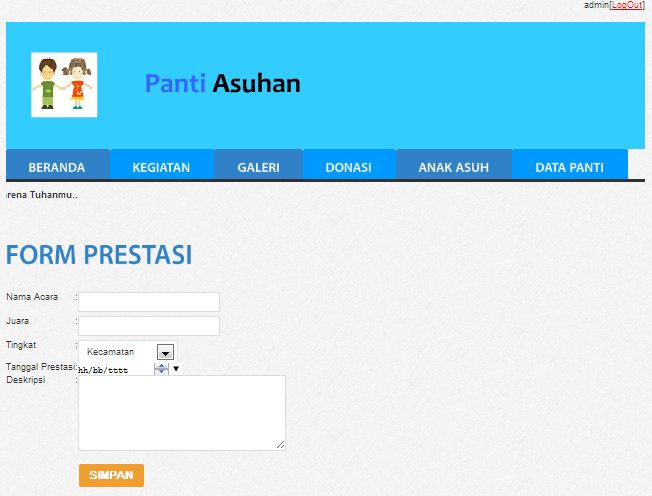 admin[LogOut]
Panti Asuhan
BERANDA KEGIATAN GALERI DONASI ANAK ASUH DATA PANTI
arena Tuhanmu..
FORM PRESTASI
Nama Acara :
Juara :
Tingkat : Kecamatan
Tanggal Prestasi: hh/bb/tttt
Deskripsi :
SIMPAN